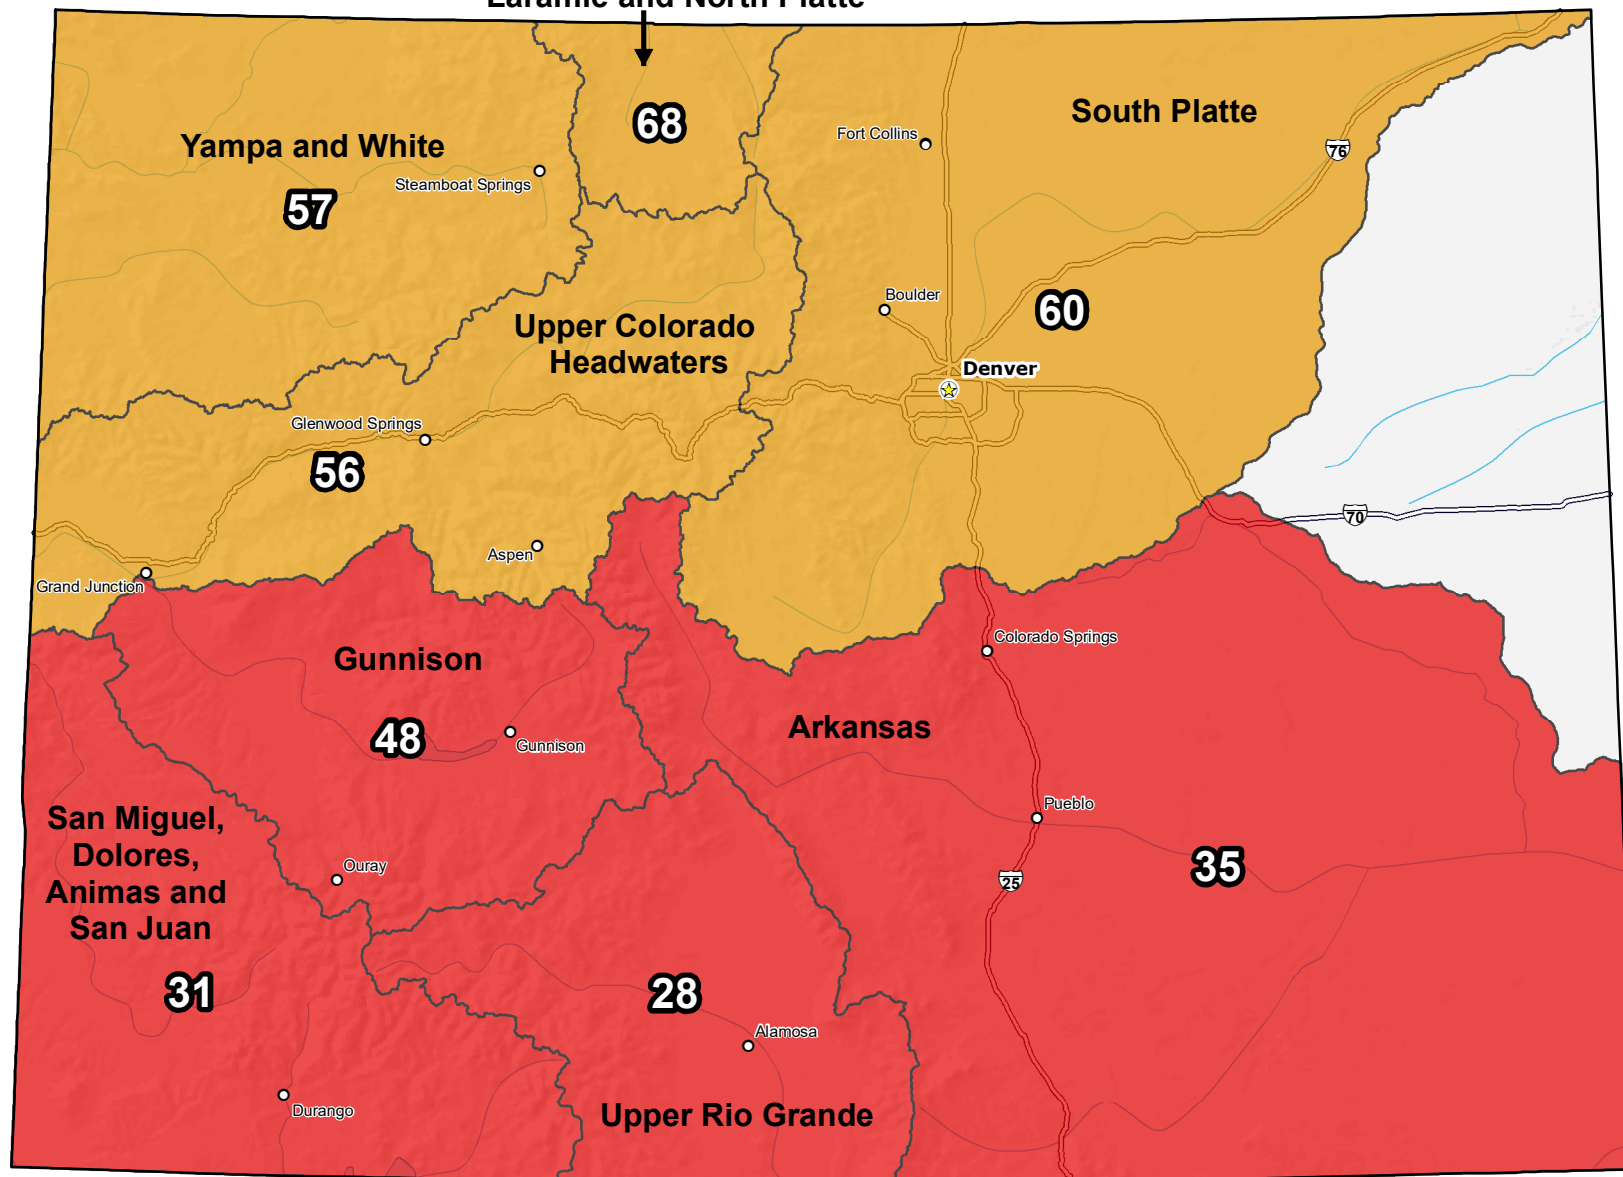 Laramie and North Platte
68
South Platte
Fort Collins
76
Yampa and White
Steamboat Springs
57
Boulder
60
Upper Colorado
Headwaters
Denver
Glenwood Springs
56
70
Aspen
Grand Junction
Colorado Springs
Gunnison
Arkansas
48
Gunnison
Pueblo
San Miguel,
Dolores,
Animas and
San Juan
Ouray
25
35
31
28
Alamosa
Durango
Upper Rio Grande